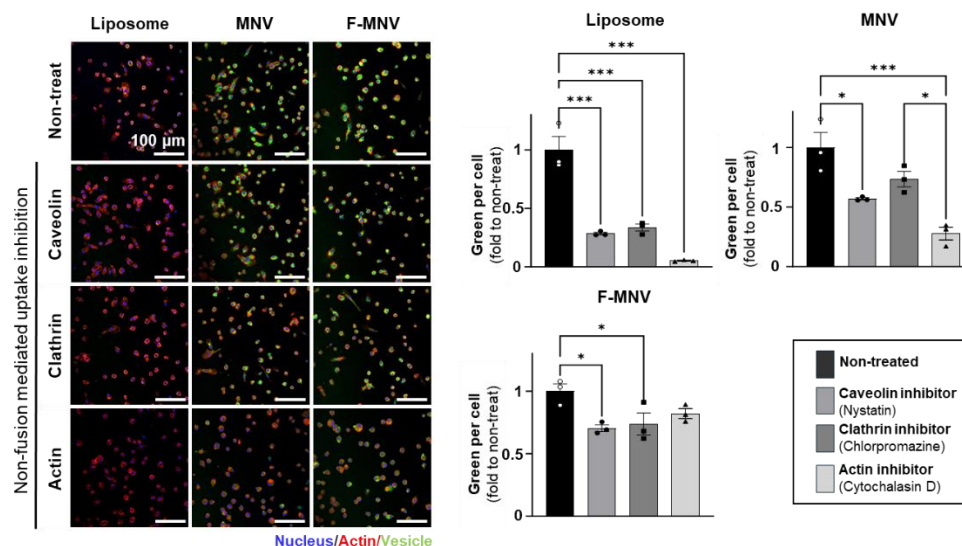 Liposome MNV F-MNV
Non-treat
100 µm
Non-fusion mediated uptake inhibition
Caveolin
Clathrin
Actin
Nucleus/Actin/Vesicle
Liposome
Green per cell
(fold to non-treat)
1
0.5
0
***
***
***
MNV
Green per cell
(fold to non-treat)
1
0.5
0
***
*
*
F-MNV
Green per cell
(fold to non-treat)
1
0.5
0
*
*
Non-treated
Caveolin inhibitor
(Nystatin)
Clathrin inhibitor
(Chlorpromazine)
Actin inhibitor
(Cytochalasin D)